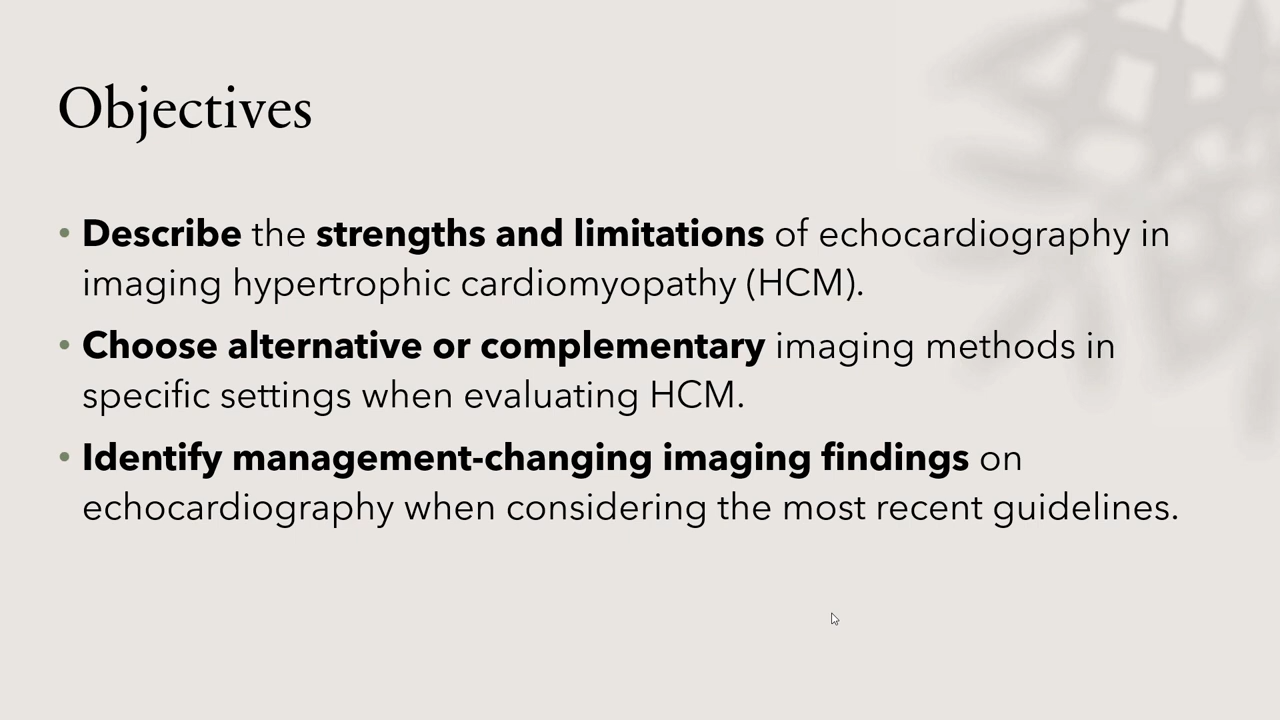 Objectives
• Describe the strengths and limitations of echocardiography in
imaging hypertrophic cardiomyopathy (HCM).
• Choose alternative or complementary imaging methods in
specific settings when evaluating HCM.
• Identify management-changing imaging findings on
echocardiography when considering the most recent guidelines.